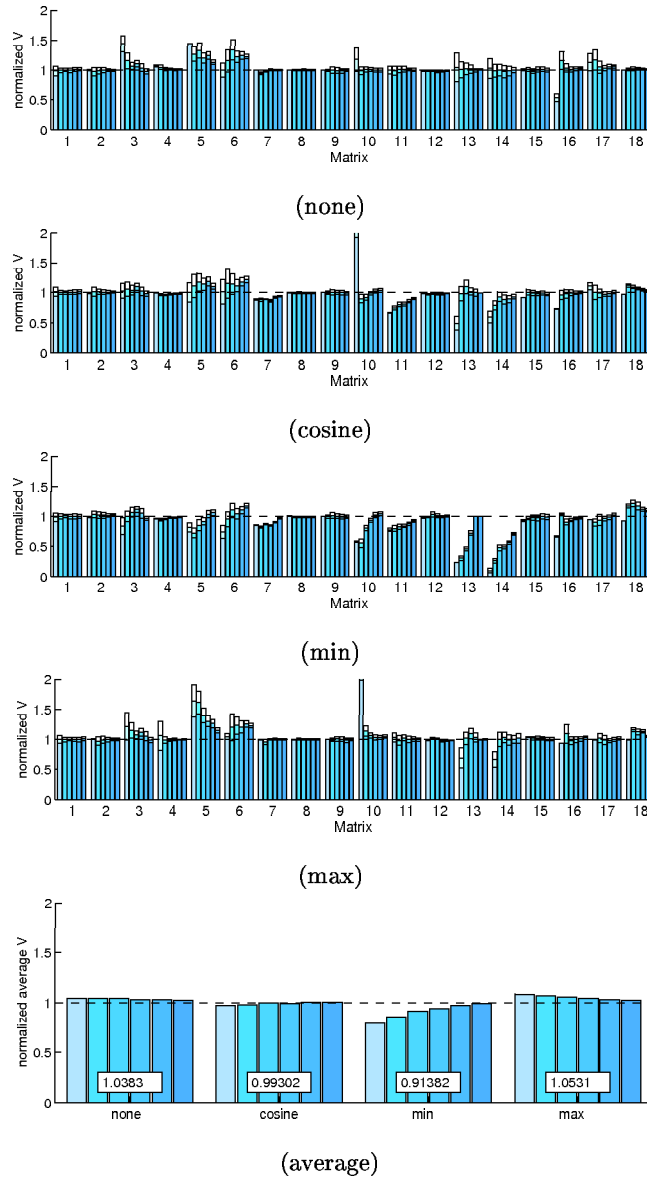 2
1.5
1
0.5
0
normalized V
1 2 3 4 5 6 7 8 9 10 11 12 13 14 15 16 17 18
Matrix
(none)
2
1.5
1
0.5
0
normalized V
1 2 3 4 5 6 7 8 9 10 11 12 13 14 15 16 17 18
Matrix
(cosine)
2
1.5
1
0.5
0
normalized V
1 2 3 4 5 6 7 8 9 10 11 12 13 14 15 16 17 18
Matrix
(min)
2
1.5
1
0.5
0
normalized V
1 2 3 4 5 6 7 8 9 10 11 12 13 14 15 16 17 18
Matrix
(max)
2
1.5
1
0.5
0
normalized average V
1.0383 0.99302 0.91382 1.0531
none cosine min max
(average)